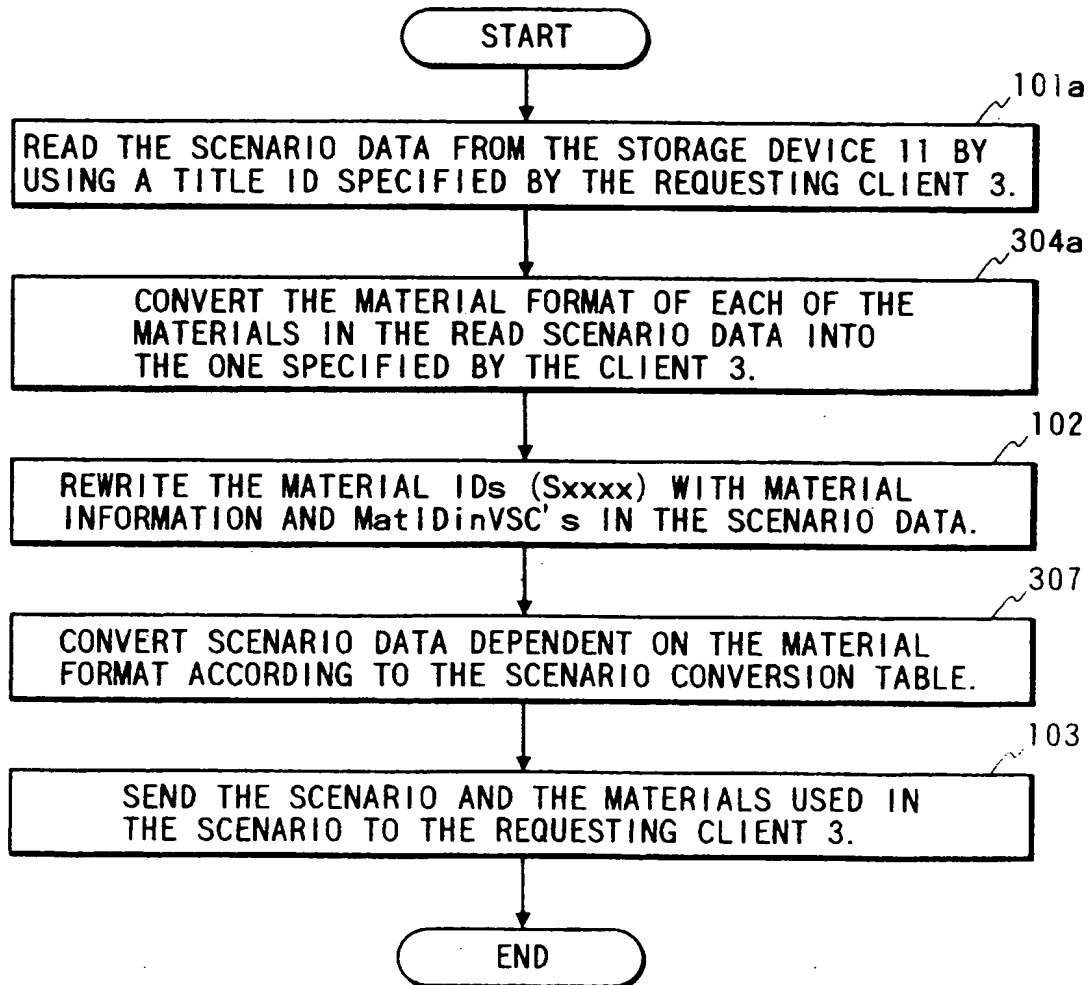 START
101a
READ THE SCENARIO DATA FROM THE STORAGE DEVICE 11 BY
USING A TITLE ID SPECIFIED BY THE REQUESTING CLIENT 3.
304a
CONVERT THE MATERIAL FORMAT OF EACH OF THE
MATERIALS IN THE READ SCENARIO DATA INTO
THE ONE SPECIFIED BY THE CLIENT 3.
102
REWRITE THE MATERIAL IDs (Sxxxx) WITH MATERIAL
INFORMATION AND MatIDinVSC's IN THE SCENARIO DATA.
307
CONVERT SCENARIO DATA DEPENDENT ON THE MATERIAL
FORMAT ACCORDING TO THE SCENARIO CONVERSION TABLE.
103
SEND THE SCENARIO AND THE MATERIALS USED IN
THE SCENARIO TO THE REQUESTING CLIENT 3.
END